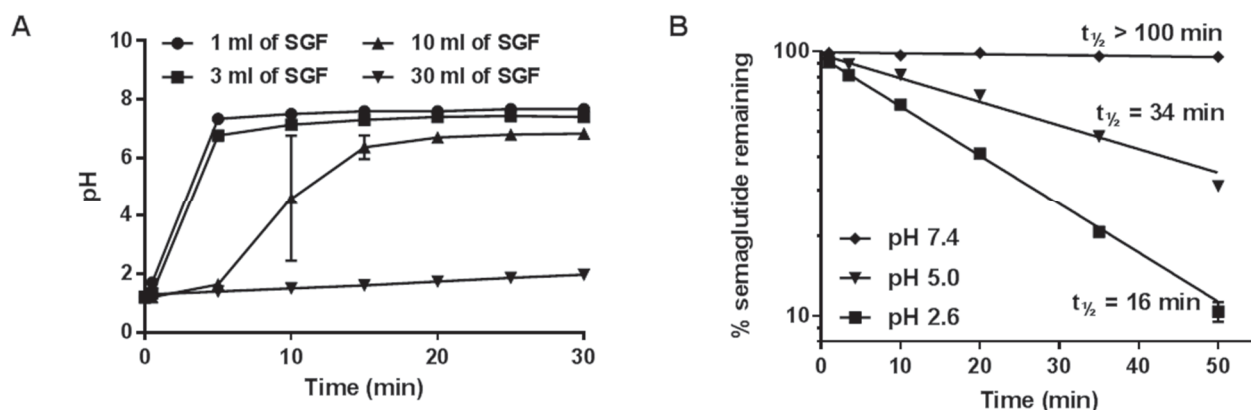 A
1 ml of SGF
10 ml of SGF
3 ml of SGF
30 ml of SGF
10
8
6
4
2
0
pH
0
10
20
30
Time (min)
B
t½ > 100 min
t½ = 34 min
t½ = 16 min
100
10
% semaglutide remaining
pH 7.4
pH 5.0
pH 2.6
0
10
20
30
40
50
Time (min)